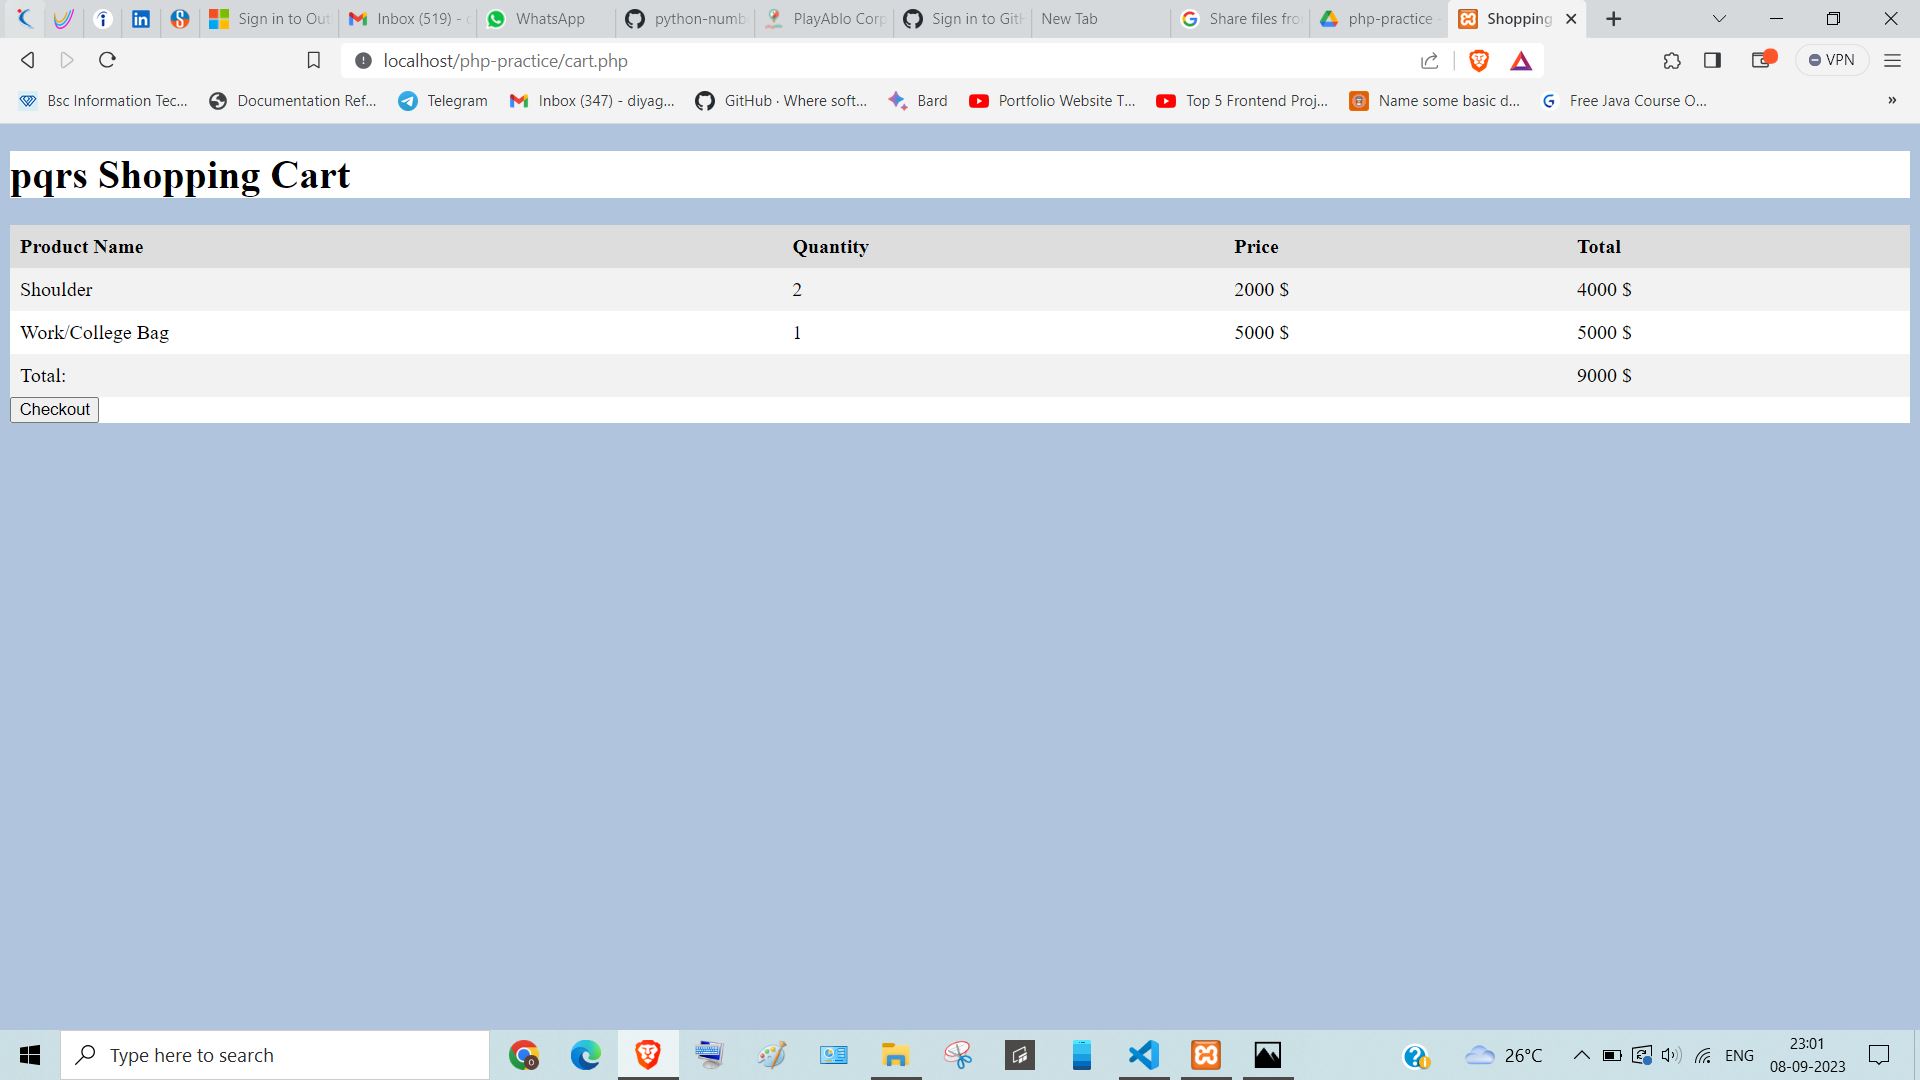 Sign in to Out Inbox (519) - WhatsApp python-numb PlayAblo Corp Sign in to GitH New Tab Share files fro php-practice - Shopping
localhost/php-practice/cart.php VPN
Bsc Information Tec... Documentation Ref... Telegram Inbox (347) - diyag... GitHub · Where soft... Bard Portfolio Website T... Top 5 Frontend Proj... Name some basic d... Free Java Course O... »
pqrs Shopping Cart
Product Name Quantity Price Total
Shoulder 2 2000 $ 4000 $
Work/College Bag 1 5000 $ 5000 $
Total: 9000 $
Checkout
Type here to search 26°C ENG 23:01
08-09-2023